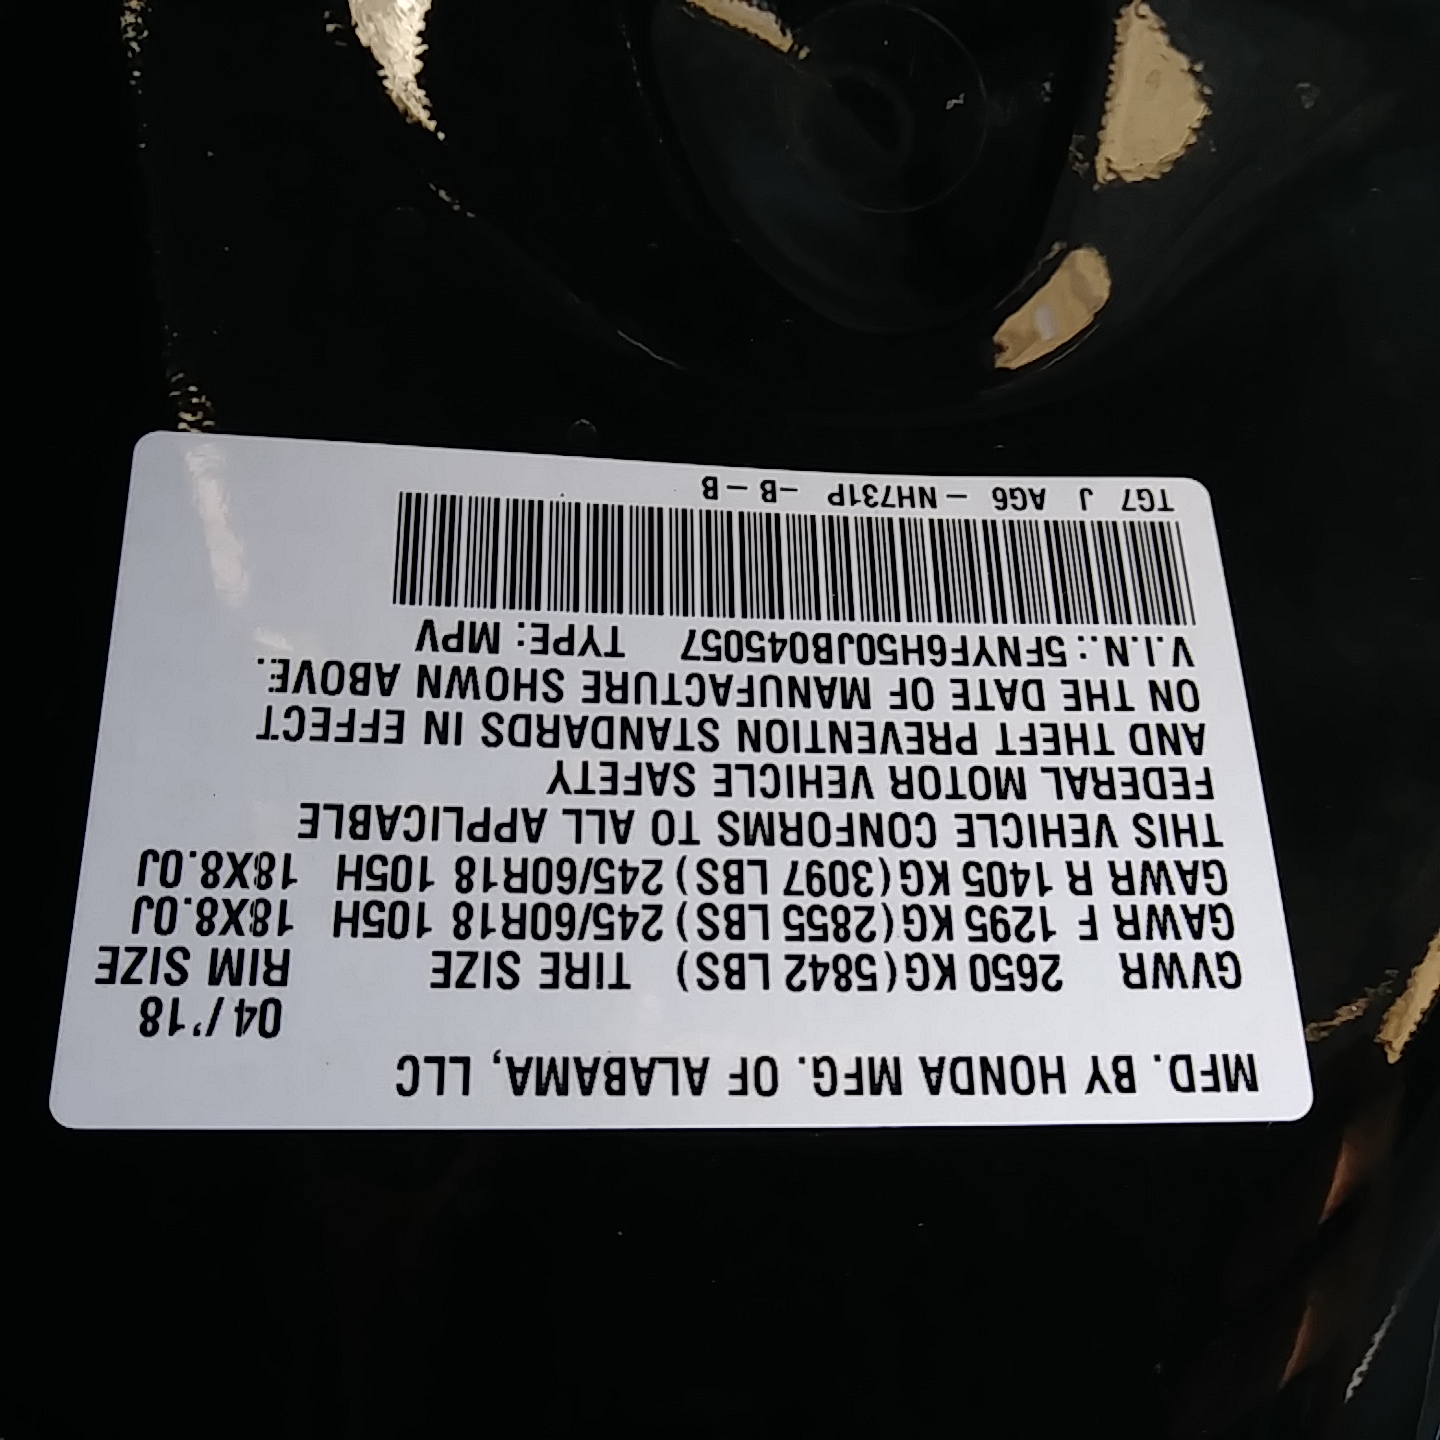 MFD. BY HONDA MFG. OF ALABAMA, LLC
04/'18
GVWR 2650 KG(5842 LBS) TIRE SIZE RIM SIZE
GAWR F 1295 KG(2855 LBS) 245/60R18 105H 18X8.0J
GAWR R 1405 KG(3097 LBS) 245/60R18 105H 18X8.0J
THIS VEHICLE CONFORMS TO ALL APPLICABLE
FEDERAL MOTOR VEHICLE SAFETY
AND THEFT PREVENTION STANDARDS IN EFFECT
ON THE DATE OF MANUFACTURE SHOWN ABOVE.
V.I.N.: 5FNYF6H50JB045057 TYPE: MPV
TG7 J AG6 - NH731P - B - B